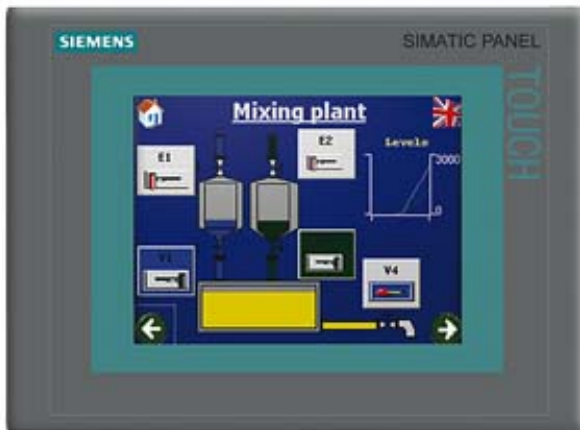 SIEMENS
SIMATIC PANEL
TOUCH
Mixing plant
E1
E2
Levels
3000
0
V1
V4